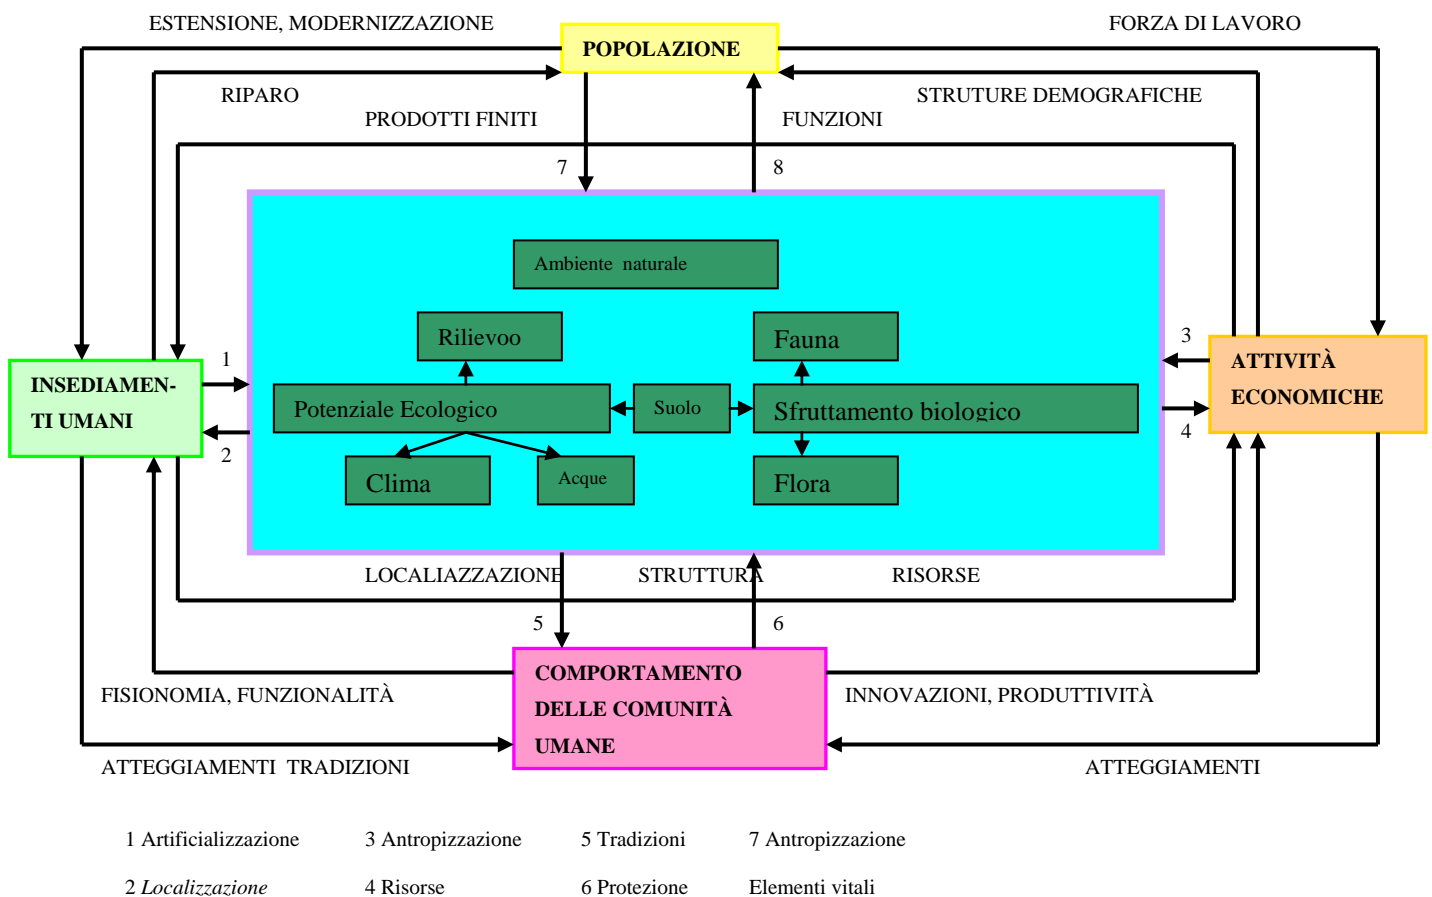 ESTENSIONE, MODERNIZZAZIONE
FORZA DI LAVORO
POPOLAZIONE
RIPARO
STRUTURE DEMOGRAFICHE
PRODOTTI FINITI
FUNZIONI
7
8
Ambiente naturale
Rilievoo
Fauna
1
3
INSEDIAMEN-
TI UMANI
ATTIVITÀ
ECONOMICHE
Potenziale Ecologico
Suolo
Sfruttamento biologico
2
4
Clima
Acque
Flora
LOCALIAZZAZIONE
STRUTTURA
RISORSE
5
6
COMPORTAMENTO
DELLE COMUNITÀ
UMANE
FISIONOMIA, FUNZIONALITÀ
INNOVAZIONI, PRODUTTIVITÀ
ATTEGGIAMENTI TRADIZIONI
ATTEGGIAMENTI
1 Artificializzazione
3 Antropizzazione
5 Tradizioni
7 Antropizzazione
2 Localizzazione
4 Risorse
6 Protezione
Elementi vitali